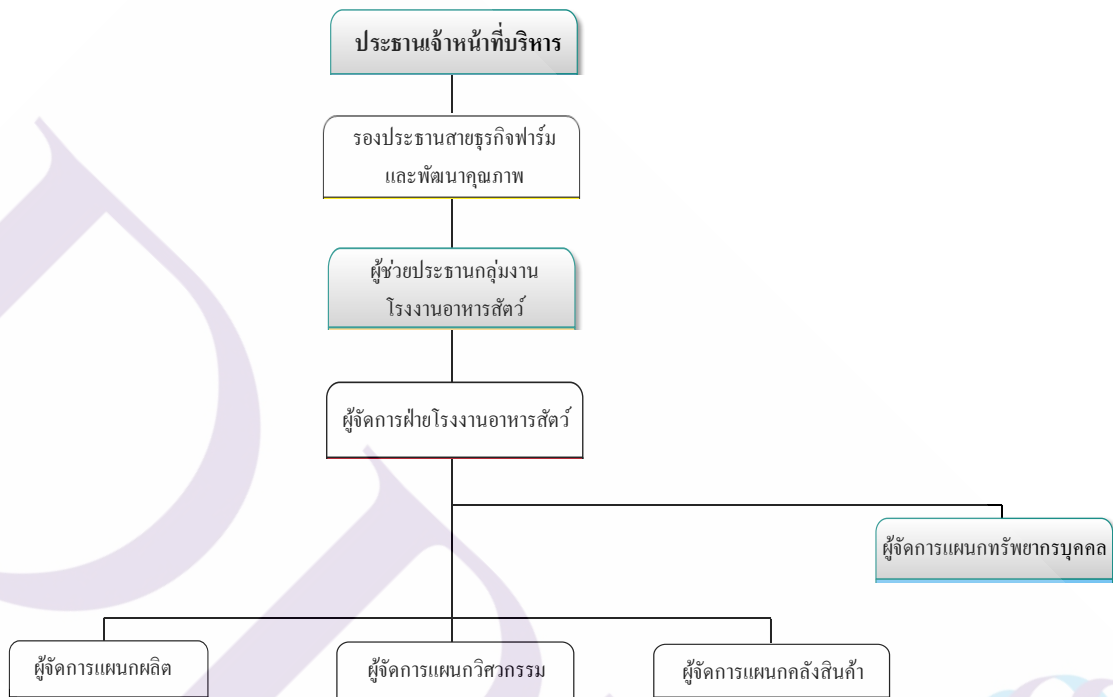 ประธานเจ้าหน้าที่บริหาร
รองประธานสายธุรกิจฟาร์ม
และพัฒนาคุณภาพ
ผู้ช่วยประธานกลุ่มงาน
โรงงานอาหารสัตว์
ผู้จัดการฝ่ายโรงงานอาหารสัตว์
ผู้จัดการแผนกทรัพยากรบุคคล
ผู้จัดการแผนกผลิต
ผู้จัดการแผนกวิศวกรรม
ผู้จัดการแผนกคลังสินค้า